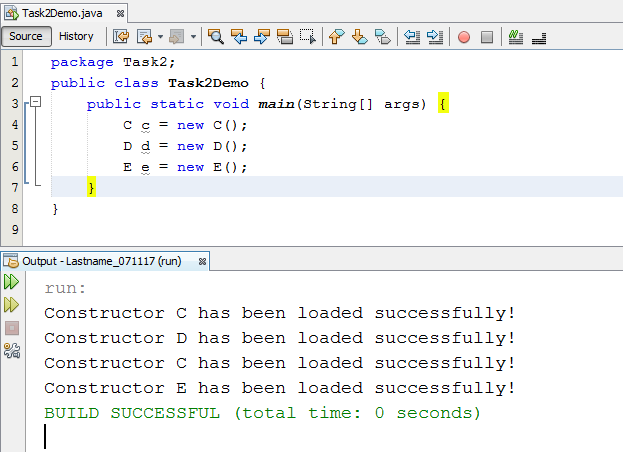 Task2Demo.java
Source History
1 package Task2;
2 public class Task2Demo {
3 public static void main(String[] args) {
4 C c = new C();
5 D d = new D();
6 E e = new E();
7 }
8 }
9
Output - Lastname_071117 (run)
run:
Constructor C has been loaded successfully!
Constructor D has been loaded successfully!
Constructor C has been loaded successfully!
Constructor E has been loaded successfully!
BUILD SUCCESSFUL (total time: 0 seconds)